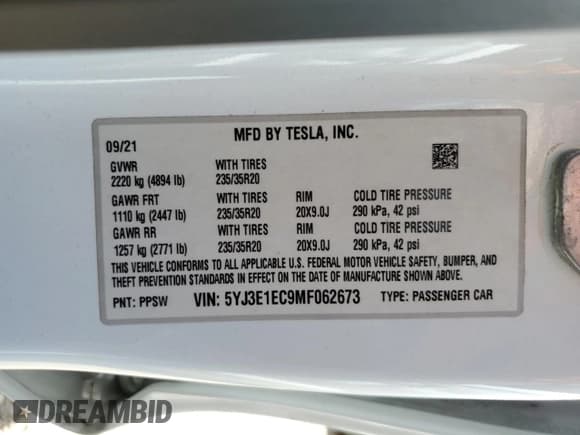 09/21 MFD BY TESLA, INC.
GVWR WITH TIRES
2220 kg (4894 lb) 235/35R20
GAWR FRT WITH TIRES RIM COLD TIRE PRESSURE
1110 kg (2447 lb) 235/35R20 20X9.0J 290 kPa, 42 psi
GAWR RR WITH TIRES RIM COLD TIRE PRESSURE
1257 kg (2771 lb) 235/35R20 20X9.0J 290 kPa, 42 psi
THIS VEHICLE CONFORMS TO ALL APPLICABLE U.S. FEDERAL MOTOR VEHICLE SAFETY, BUMPER, AND
THEFT PREVENTION STANDARDS IN EFFECT ON THE DATE OF MANUFACTURE SHOWN ABOVE.
PNT: PPSW VIN: 5YJ3E1EC9MF062673 TYPE: PASSENGER CAR
DREAMBID